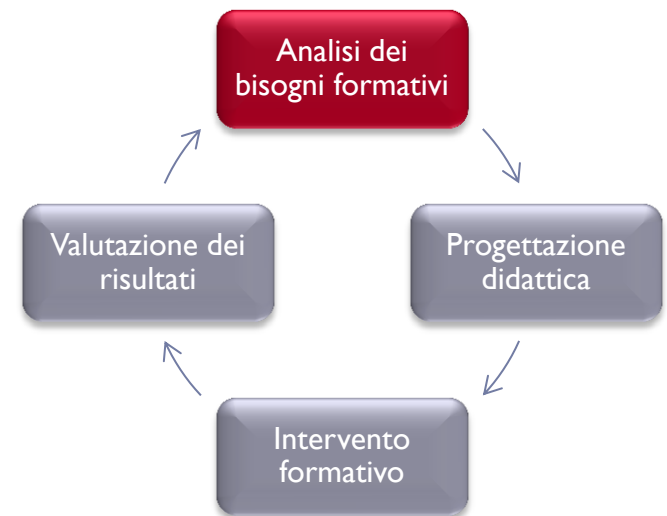 Analisi dei
bisogni formativi
Valutazione dei
risultati
Progettazione
didattica
Intervento
formativo